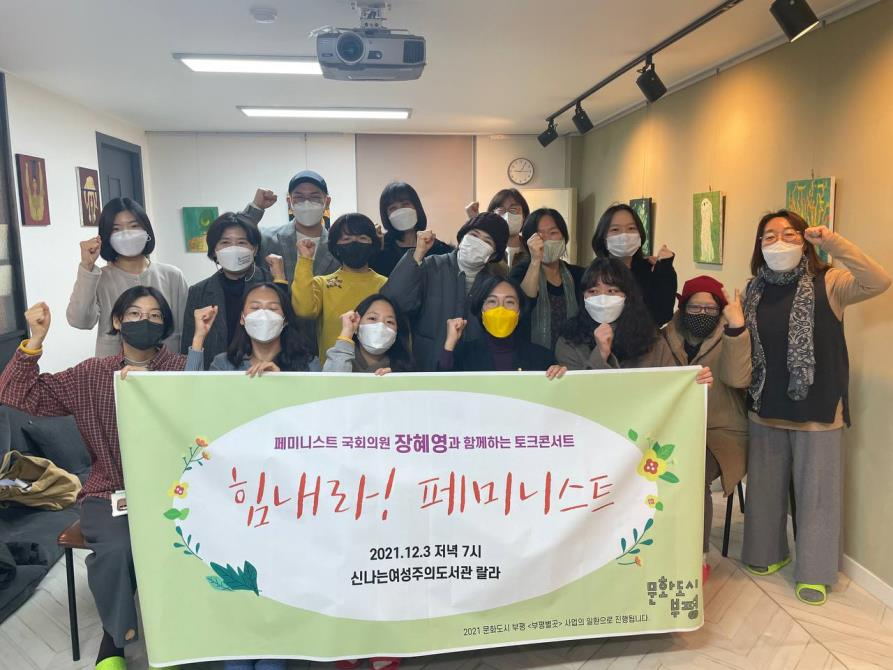 페미니스트 국회의원 장혜영과 함께하는 토크콘서트
힘내라! 페미니스트
2021.12.3 저녁 7시
신나는여성주의도서관 랄라
문화도시
부평
2021 문화도시 부평 <부평별곳> 사업의 일환으로 진행됩니다.